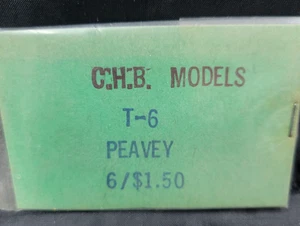 C.H.B. MODELS
T-6
PEAVEY
6/$1.50